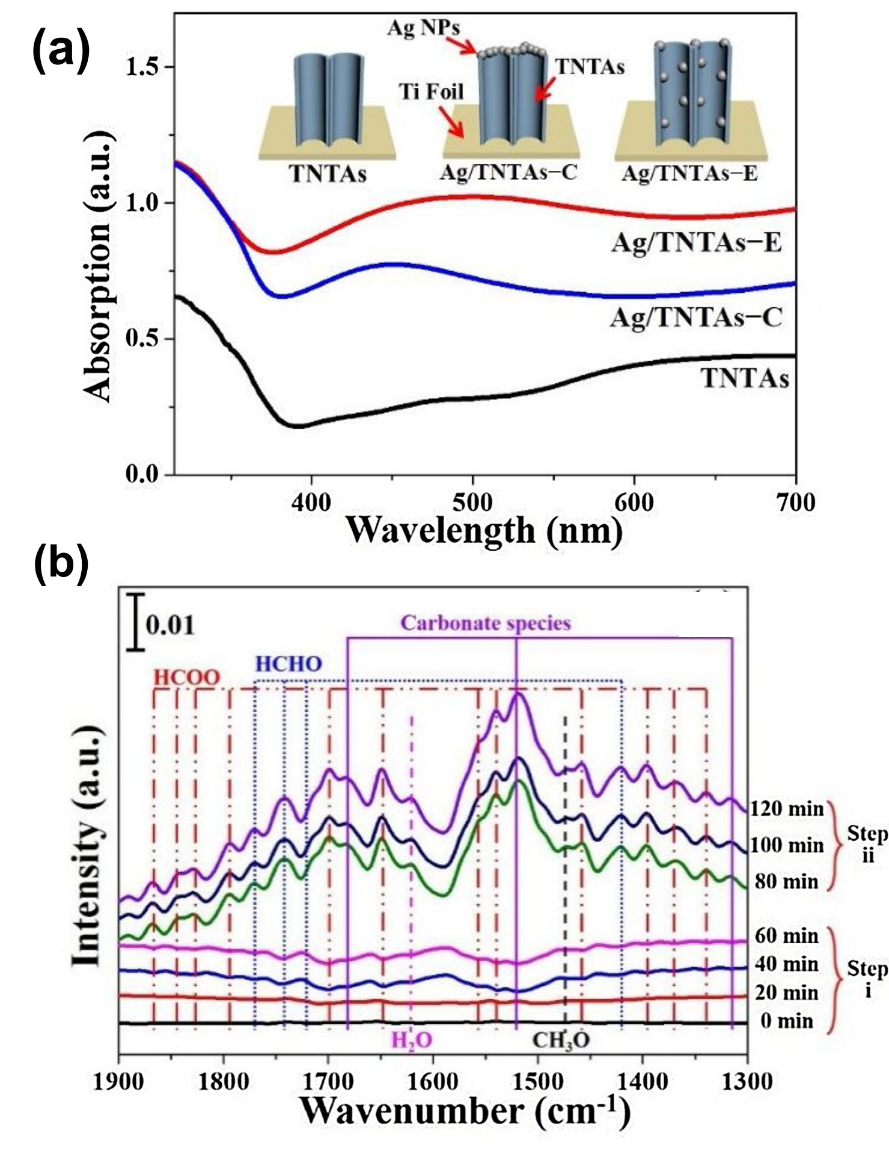 (a)
Absorption (a.u.)
1.5
1.0
0.5
0.0
Ag NPs
TNTAs
Ti Foil
TNTAs
Ag/TNTAs−C
Ag/TNTAs−E
Ag/TNTAs−E
Ag/TNTAs−C
TNTAs
400 500 600 700
Wavelength (nm)
(b)
Intensity (a.u.)
0.01
Carbonate species
HCHO
HCOO
120 min
100 min
80 min
Step
ii
60 min
40 min
20 min
0 min
Step
i
H₂O
CH₃O
1900 1800 1700 1600 1500 1400 1300
Wavenumber (cm⁻¹)